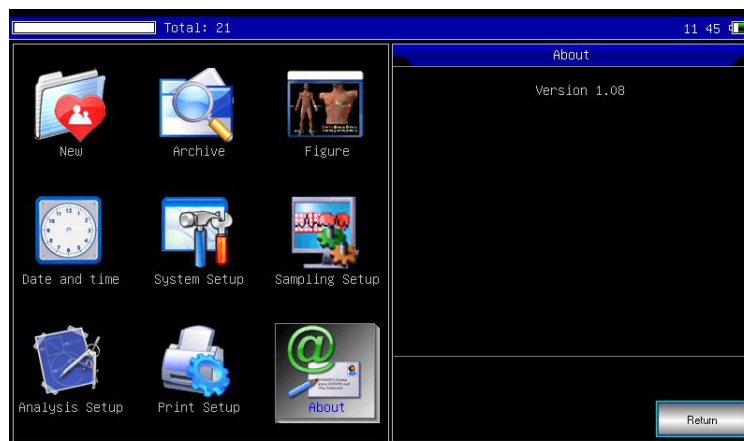 Total: 21
11 45
About
Version 1.08
New
Archive
Figure
Date and time
System Setup
Sampling Setup
Analysis Setup
Print Setup
About
Return